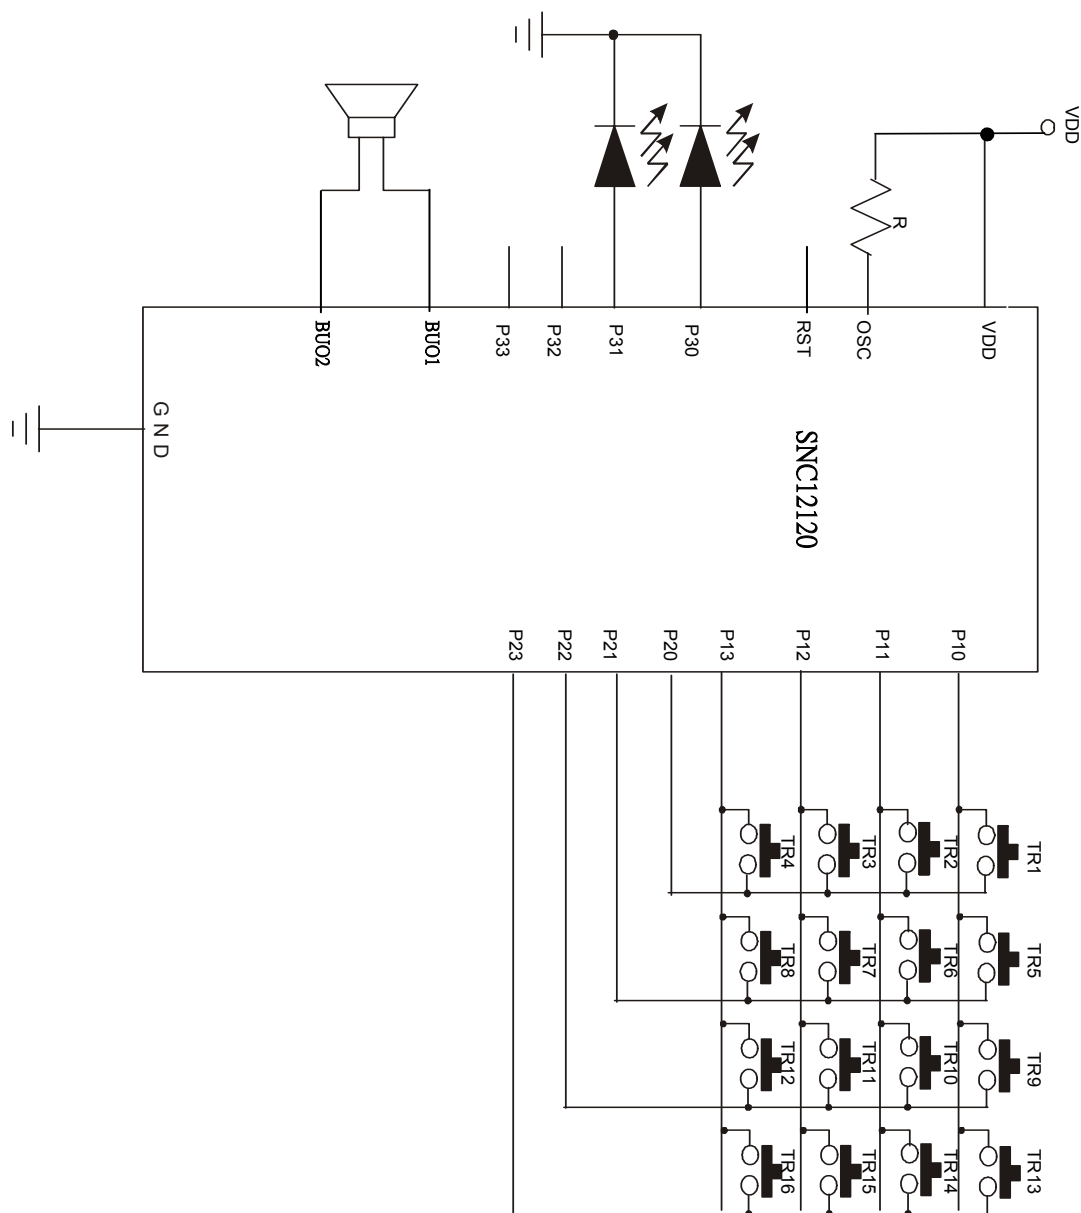 VDD
R
VDD
OSC
RST
P30
P31
P32
P33
BUO1
BUO2
GND
SNC12120
P10
P11
P12
P13
P20
P21
P22
P23
TR1
TR2
TR3
TR4
TR5
TR6
TR7
TR8
TR9
TR10
TR11
TR12
TR13
TR14
TR15
TR16